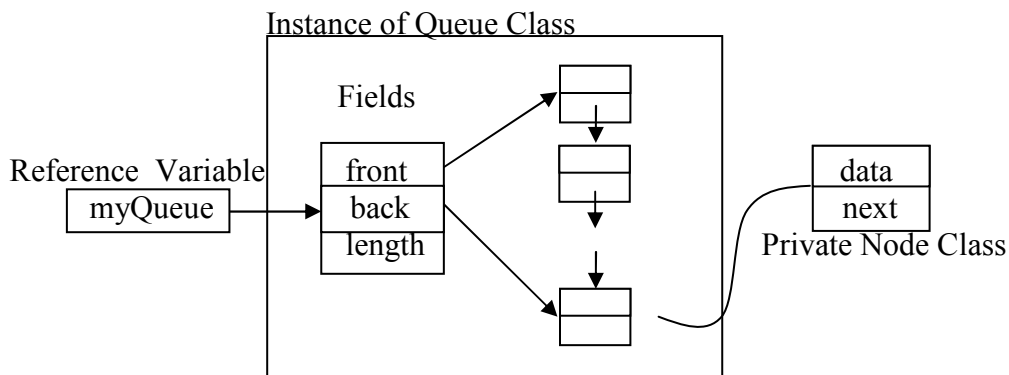 Instance of Queue Class
Fields
Reference Variable
myQueue
front
back
length
data
next
Private Node Class